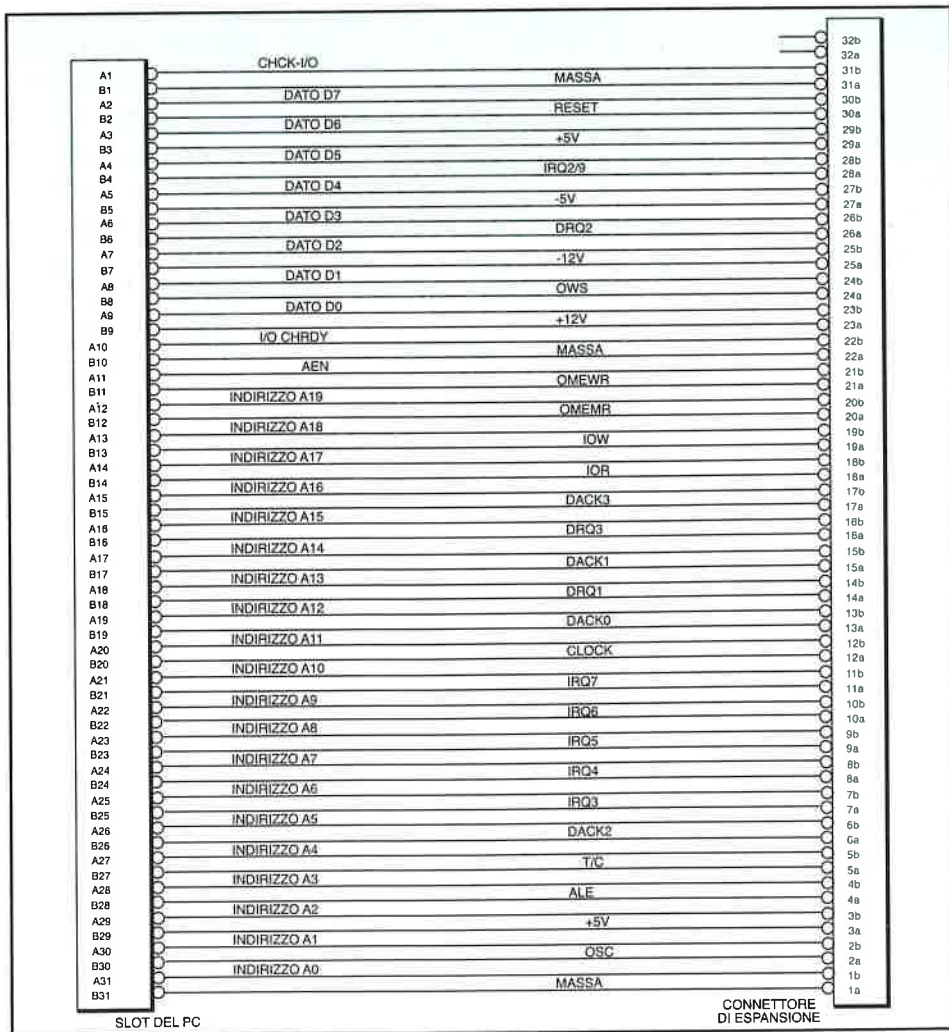 32b
32a
A1 CHCK-I/O 31b
B1 MASSA 31a
A2 DATO D7 30b
B2 RESET 30a
A3 DATO D6 29b
B3 +5V 29a
A4 DATO D5 28b
B4 IRQ2/9 28a
A5 DATO D4 27b
B5 -5V 27a
A6 DATO D3 26b
B6 DRQ2 26a
A7 DATO D2 25b
B7 -12V 25a
A8 DATO D1 24b
B8 OWS 24a
A9 DATO D0 23b
B9 +12V 23a
A10 I/O CHRDY 22b
B10 MASSA 22a
A11 AEN 21b
B11 OMEWR 21a
A12 INDIRIZZO A19 20b
B12 OMEMR 20a
A13 INDIRIZZO A18 19b
B13 IOW 19a
A14 INDIRIZZO A17 18b
B14 IOR 18a
A15 INDIRIZZO A16 17b
B15 DACK3 17a
A16 INDIRIZZO A15 16b
B16 DRQ3 16a
A17 INDIRIZZO A14 15b
B17 DACK1 15a
A18 INDIRIZZO A13 14b
B18 DRQ1 14a
A19 INDIRIZZO A12 13b
B19 DACK0 13a
A20 INDIRIZZO A11 12b
B20 CLOCK 12a
A21 INDIRIZZO A10 11b
B21 IRQ7 11a
A22 INDIRIZZO A9 10b
B22 IRQ6 10a
A23 INDIRIZZO A8 9b
B23 IRQ5 9a
A24 INDIRIZZO A7 8b
B24 IRQ4 8a
A25 INDIRIZZO A6 7b
B25 IRQ3 7a
A26 INDIRIZZO A5 6b
B26 DACK2 6a
A27 INDIRIZZO A4 5b
B27 T/C 5a
A28 INDIRIZZO A3 4b
B28 ALE 4a
A29 INDIRIZZO A2 3b
B29 +5V 3a
A30 INDIRIZZO A1 2b
B30 OSC 2a
A31 INDIRIZZO A0 1b
B31 MASSA 1a
SLOT DEL PC
CONNETTORE
DI ESPANSIONE